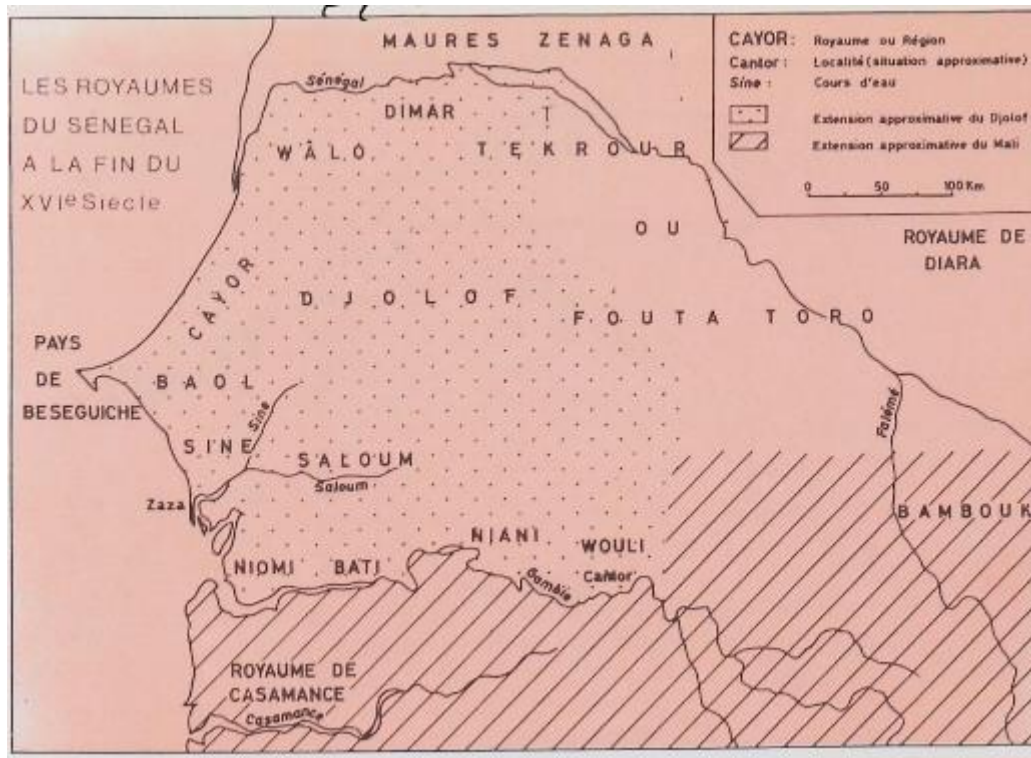 LES ROYAUMES
DU SENEGAL
A LA FIN DU
XVIe Siècle
CAYOR: Royaume ou Région
Cantor: Localité (situation approximative)
Sine: Cours d'eau
Extension approximative du Djolof
Extension approximative du Mali
0 50 100 Km
MAURES ZENAGA
Sénégal
DIMAR
WALO
TEKROUR
OU
FOUTA TORO
ROYAUME DE
DIARA
CAYOR
DJOLOF
PAYS
DE
BESEGUICHE
BAOL
Sine
SINE
SALOUM
Saloum
Zaza
Falémé
BAMBOUK
NIANI
WOULI
NIOMI
BATI
Gambie
Cantor
ROYAUME DE
CASAMANCE
Casamance